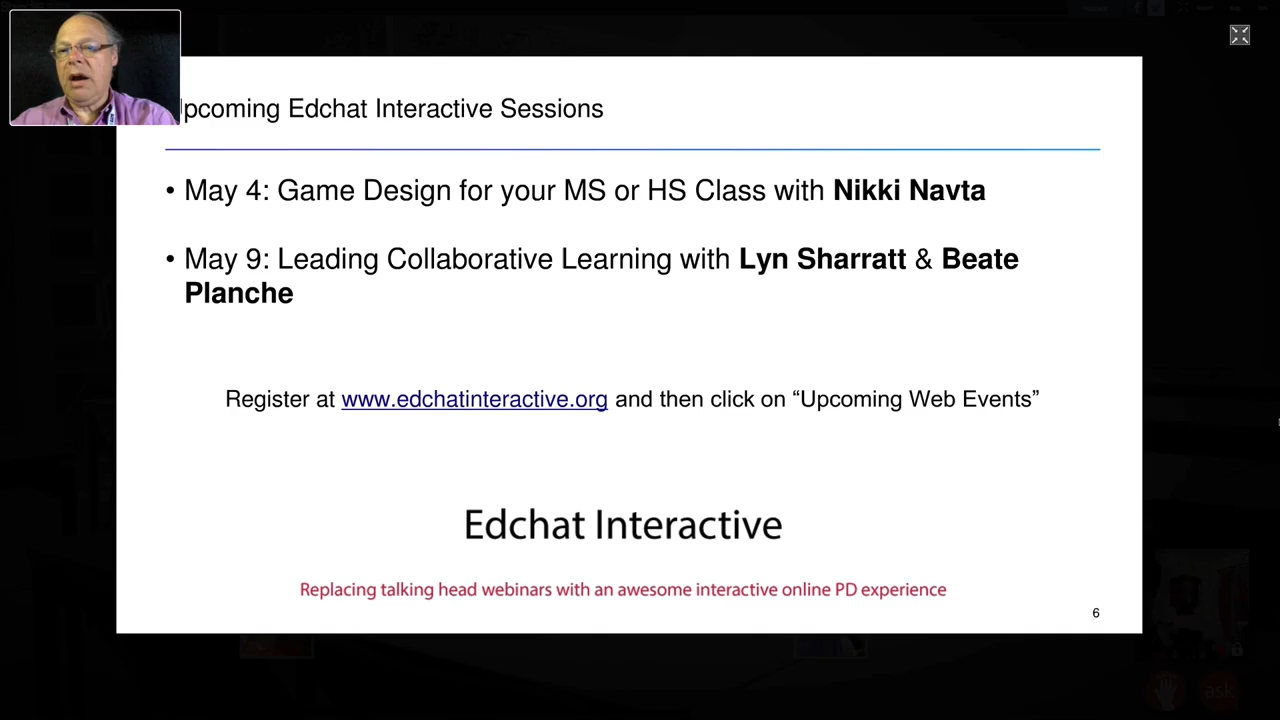 pcoming Edchat Interactive Sessions
• May 4: Game Design for your MS or HS Class with Nikki Navta
• May 9: Leading Collaborative Learning with Lyn Sharratt & Beate
Planche
Register at www.edchatinteractive.org and then click on “Upcoming Web Events”
Edchat Interactive
Replacing talking head webinars with an awesome interactive online PD experience
6
ask